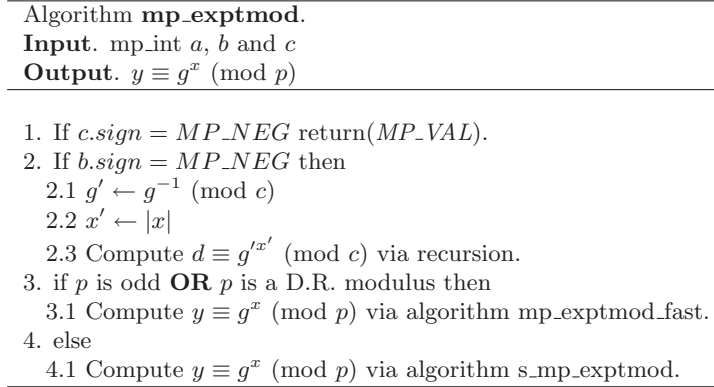 Algorithm mp_exptmod.
Input. mp_int a, b and c
Output. y ≡ g^x (mod p)
1. If c.sign = MP_NEG return(MP_VAL).
2. If b.sign = MP_NEG then
2.1 g′ ← g^−1 (mod c)
2.2 x′ ← |x|
2.3 Compute d ≡ g′^x′ (mod c) via recursion.
3. if p is odd OR p is a D.R. modulus then
3.1 Compute y ≡ g^x (mod p) via algorithm mp_exptmod_fast.
4. else
4.1 Compute y ≡ g^x (mod p) via algorithm s_mp_exptmod.